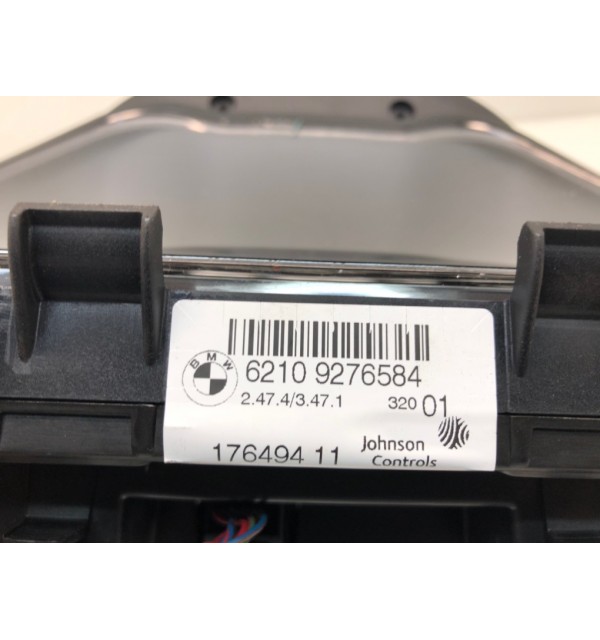 BMW
6210 9276584
2.47.4/3.47.1 320 01
176494 11 Johnson
Controls